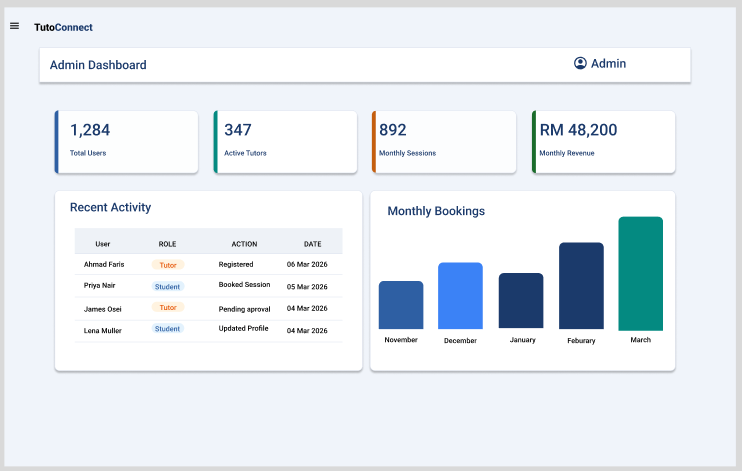 TutoConnect
Admin Dashboard
Admin
1,284
Total Users
347
Active Tutors
892
Monthly Sessions
RM 48,200
Monthly Revenue
Recent Activity
User ROLE ACTION DATE
Ahmad Faris Tutor Registered 06 Mar 2026
Priya Nair Student Booked Session 05 Mar 2026
James Osei Tutor Pending aproval 04 Mar 2026
Lena Muller Student Updated Profile 04 Mar 2026
Monthly Bookings
November December January Feburary March